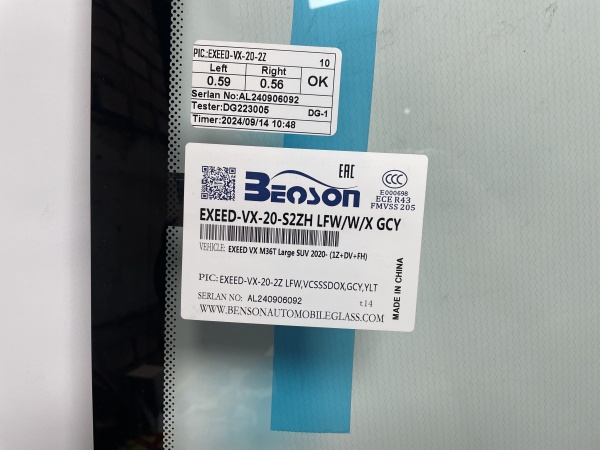 PIC.:EXEED-VX-20-2Z 10
Left Right OK
0.59 0.56
Serlan No:AL240906092
Tester:DG223005 DG-1
Timer:2024/09/14 10:48
EAC
CCC
BENSON
E000698
ECE R43
FMVSS 205
EXEED-VX-20-S2ZH LFW/W/X GCY
VEHICLE: EXEED VX M36T Large SUV 2020- (1Z+DV+FH)
PIC:EXEED-VX-20-2Z LFW,VCSSSDOX,GCY,YLT
SERLAN NO: AL240906092 t14
WWW.BENSONAUTOMOBILEGLASS.COM
MADE IN CHINA